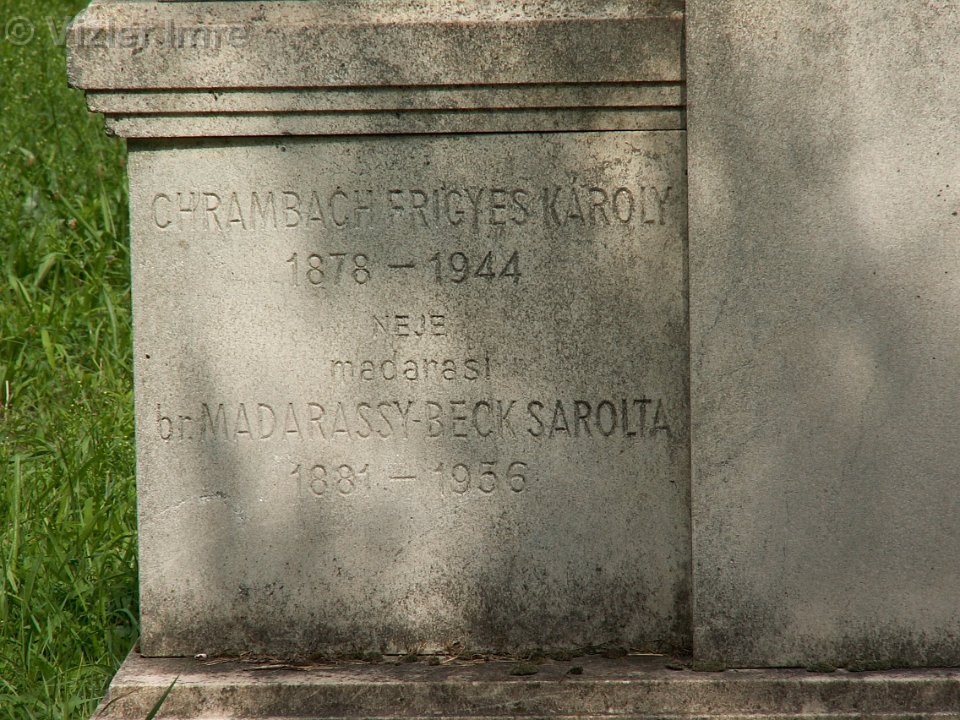 © Vizler Imre
CHRAMBACH FRIGYES KÁROLY
1878 – 1944
NEJE
madarasi
br. MADARASSY-BECK SAROLTA
1881 – 1956